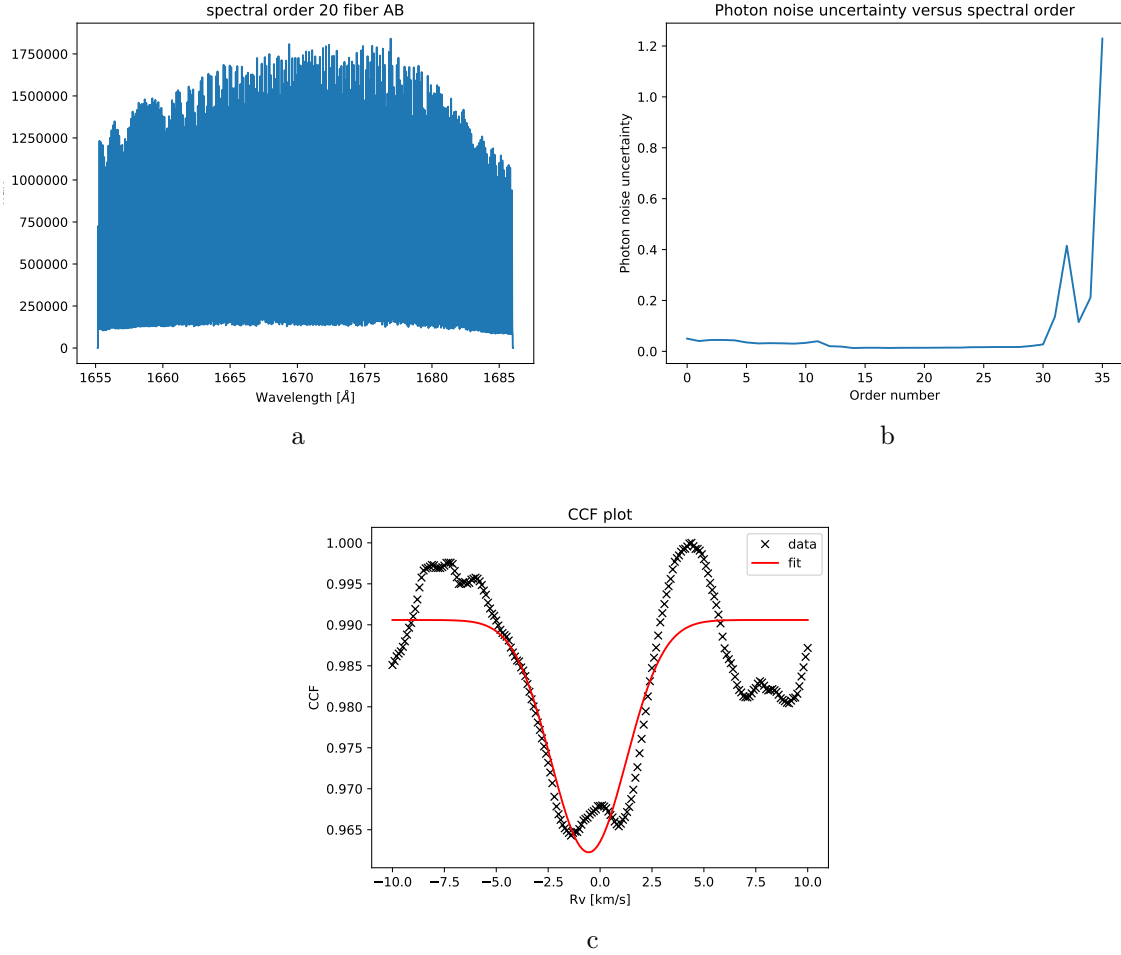 spectral order 20 fiber AB
1750000
1500000
1250000
1000000
750000
500000
250000
0
1655 1660 1665 1670 1675 1680 1685
Wavelength [Å]
a
Photon noise uncertainty versus spectral order
Photon noise uncertainty
1.2
1.0
0.8
0.6
0.4
0.2
0.0
0 5 10 15 20 25 30 35
Order number
b
CCF plot
CCF
1.000
0.995
0.990
0.985
0.980
0.975
0.970
0.965
data
fit
−10.0 −7.5 −5.0 −2.5 0.0 2.5 5.0 7.5 10.0
Rv [km/s]
c